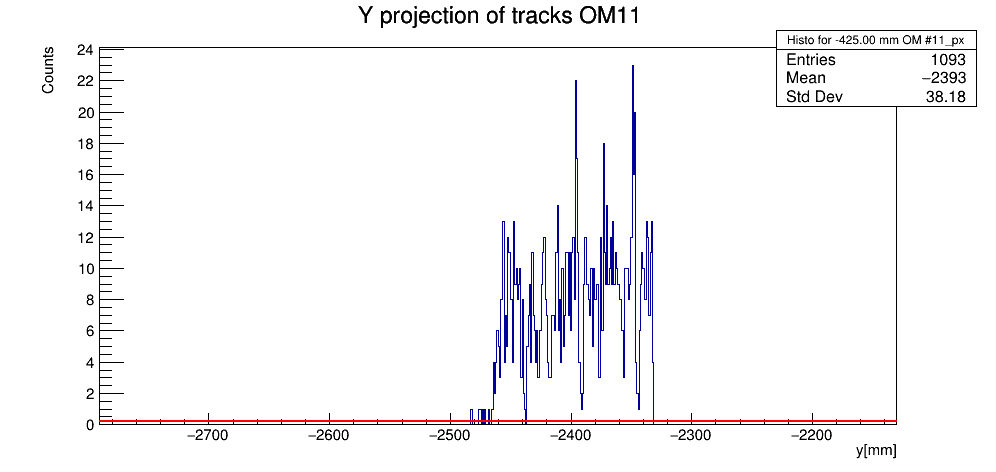 Y projection of tracks OM11
Histo for -425.00 mm OM #11_px
Entries 1093
Mean −2393
Std Dev 38.18
Counts
24
22
20
18
16
14
12
10
8
6
4
2
0
−2700 −2600 −2500 −2400 −2300 −2200
y[mm]